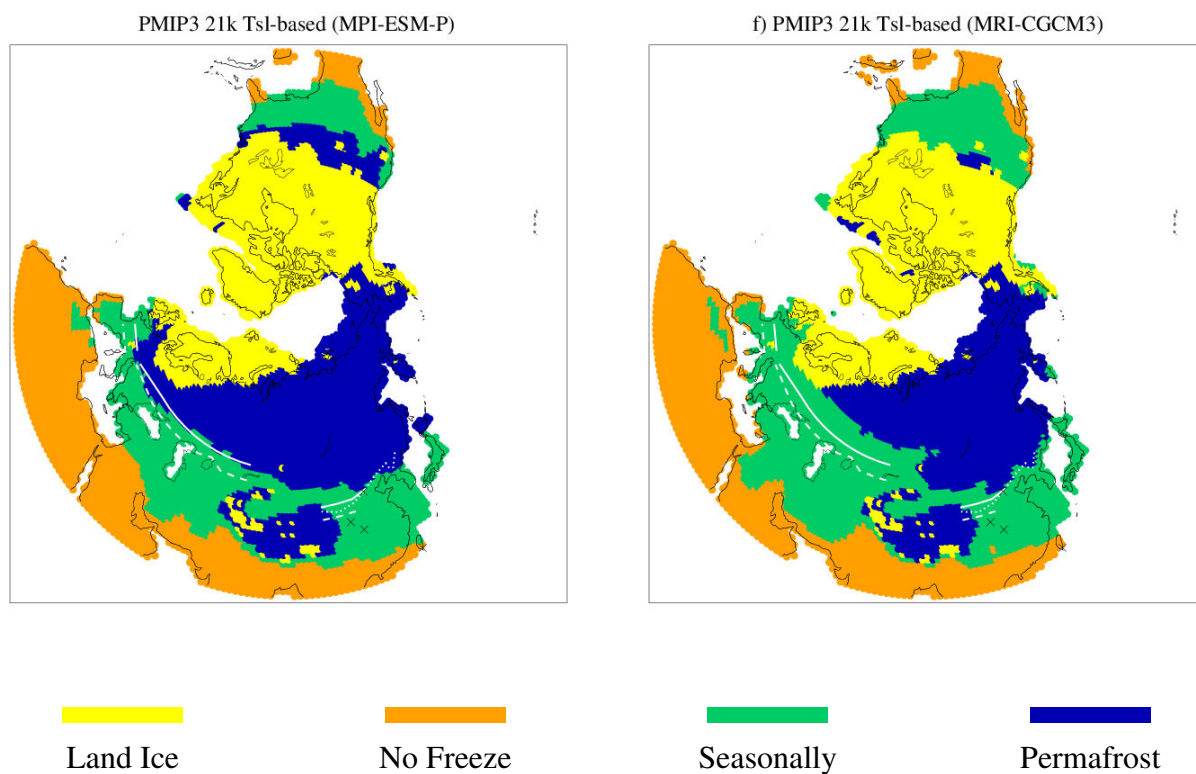 PMIP3 21k Tsl-based (MPI-ESM-P)
f) PMIP3 21k Tsl-based (MRI-CGCM3)
Land Ice
No Freeze
Seasonally
Permafrost